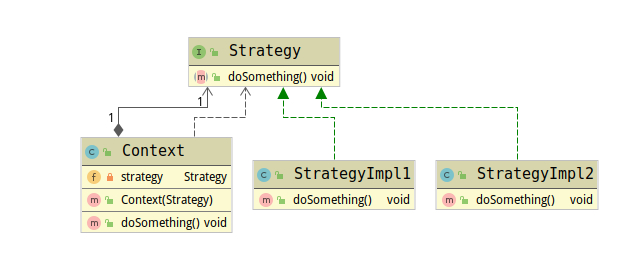 I Strategy
m doSomething() void
1
1
C Context
f strategy Strategy
m Context(Strategy)
m doSomething() void
C StrategyImpl1
m doSomething() void
C StrategyImpl2
m doSomething() void